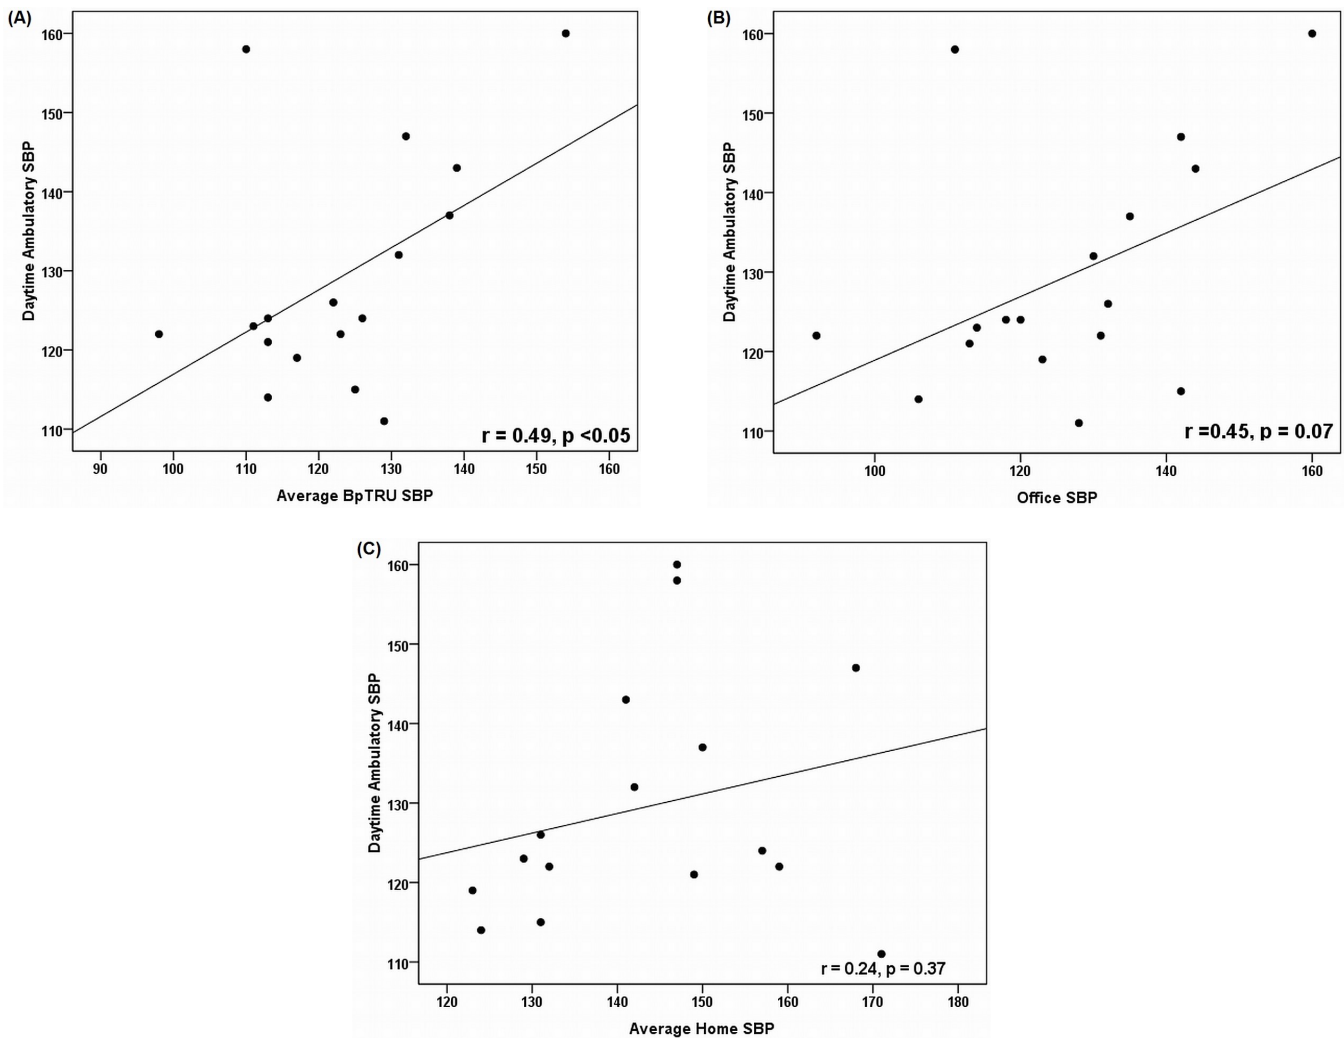 (A)
160
150
140
130
120
110
Daytime Ambulatory SBP
r = 0.49, p <0.05
90 100 110 120 130 140 150 160
Average BpTRU SBP
(B)
160
150
140
130
120
110
Daytime Ambulatory SBP
r =0.45, p = 0.07
100 120 140 160
Office SBP
(C)
160
150
140
130
120
110
Daytime Ambulatory SBP
r = 0.24, p = 0.37
120 130 140 150 160 170 180
Average Home SBP